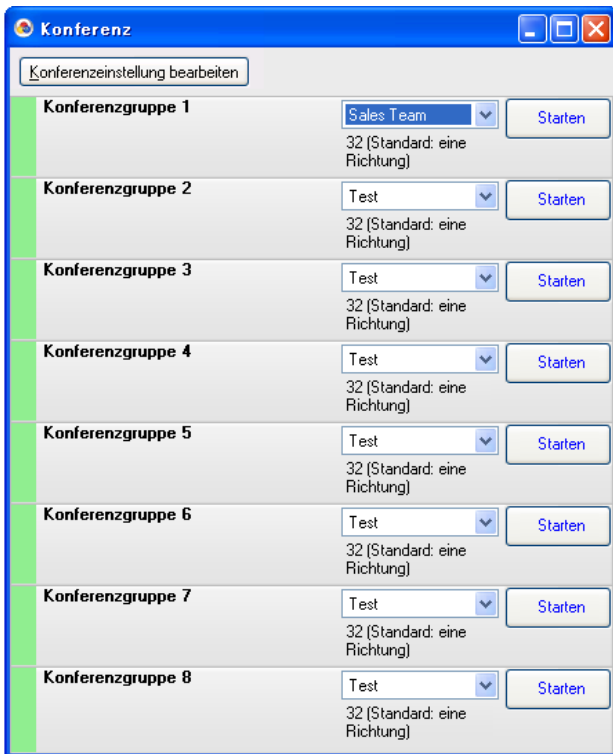 Konferenz
Konferenzeinstellung bearbeiten
Konferenzgruppe 1
Sales Team
Starten
32 (Standard: eine
Richtung)
Konferenzgruppe 2
Test
Starten
32 (Standard: eine
Richtung)
Konferenzgruppe 3
Test
Starten
32 (Standard: eine
Richtung)
Konferenzgruppe 4
Test
Starten
32 (Standard: eine
Richtung)
Konferenzgruppe 5
Test
Starten
32 (Standard: eine
Richtung)
Konferenzgruppe 6
Test
Starten
32 (Standard: eine
Richtung)
Konferenzgruppe 7
Test
Starten
32 (Standard: eine
Richtung)
Konferenzgruppe 8
Test
Starten
32 (Standard: eine
Richtung)